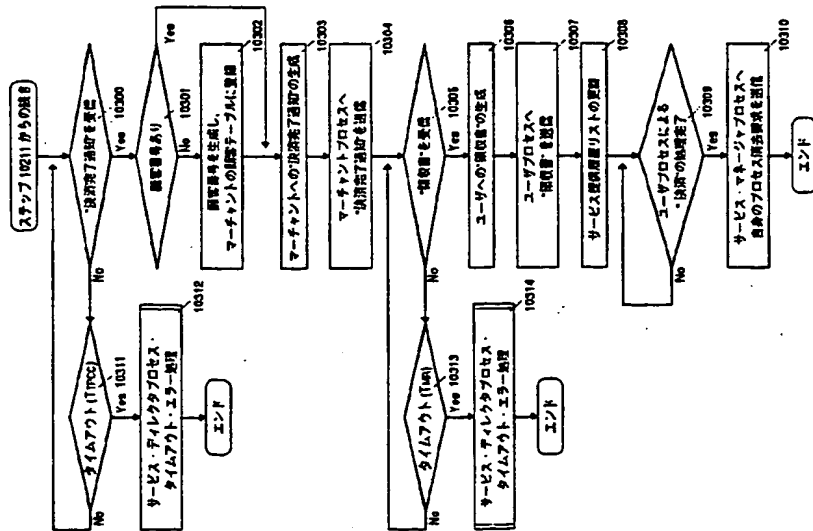 ステップ 10211 からの続き
"決済完了通知"を受信
10300
Yes
No
顧客番号あり
10301
Yes
No
顧客番号を生成し、
マーチャントの顧客テーブルに登録
10302
マーチャントへの"決済完了通知"の生成
10303
マーチャントプロセスへ
"決済完了通知"を送信
10304
"領収書"を受信
10305
Yes
No
ユーザへの"領収書"の生成
10306
ユーザプロセスへ
"領収書"を送信
10307
サービス提供履歴リストの更新
10308
ユーザプロセスによる
"決済"の処理完了
10309
Yes
No
サービス・マネージャプロセスへ
自身のプロセス消去要求を送信
10310
エンド
タイムアウト(TTPCC)
10311
No
Yes
サービス・ディレクタプロセス・
タイムアウト・エラー処理
10312
エンド
タイムアウト(TMR)
10313
No
Yes
サービス・ディレクタプロセス・
タイムアウト・エラー処理
10314
エンド